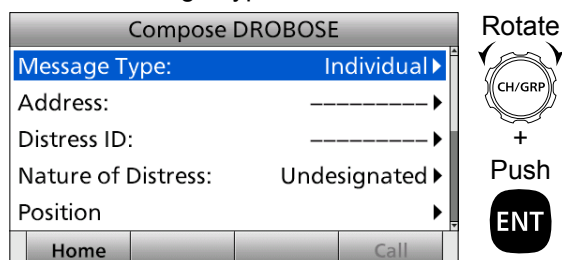 Compose DROBOSE
Message Type: Individual
Address: –––––––––
Distress ID: –––––––––
Nature of Distress: Undesignated
Position
Home Call
Rotate
CH/GRP
+
Push
ENT